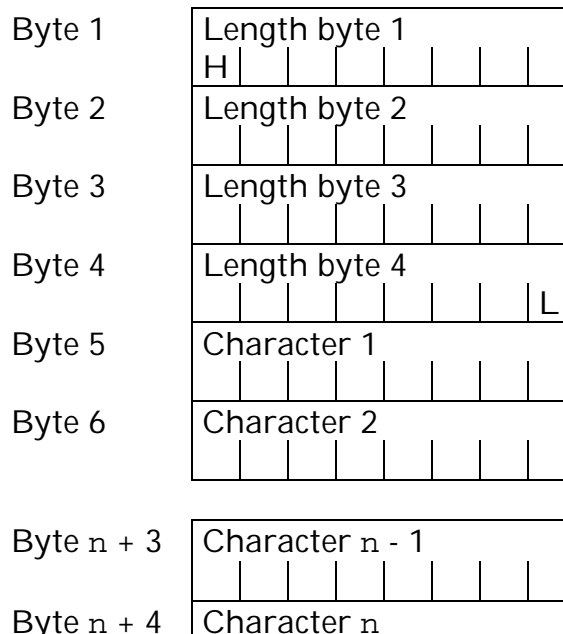 Byte 1 Length byte 1
H
Byte 2 Length byte 2
Byte 3 Length byte 3
Byte 4 Length byte 4
L
Byte 5 Character 1
Byte 6 Character 2
Byte n + 3 Character n - 1
Byte n + 4 Character n